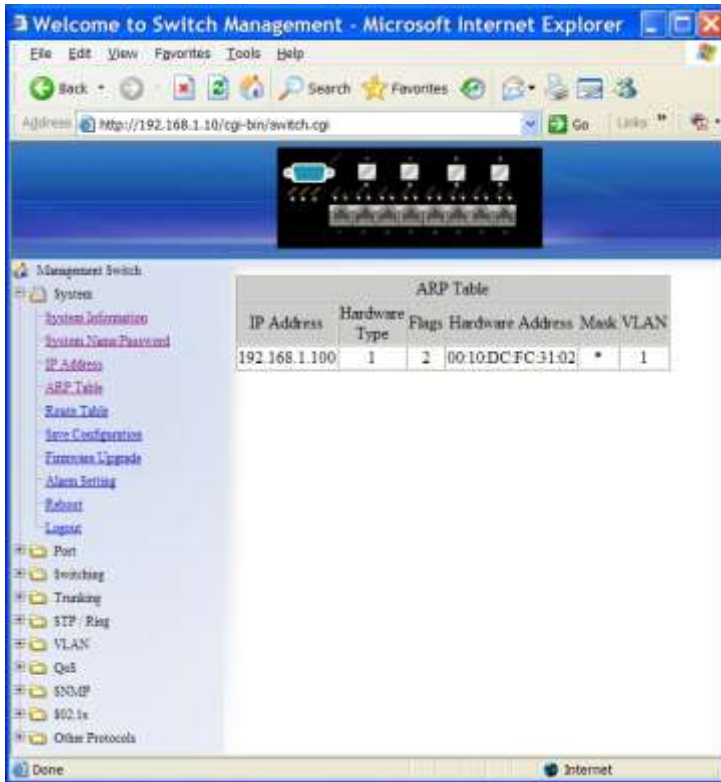 Welcome to Switch Management - Microsoft Internet Explorer
File Edit View Favorites Tools Help
Back Search Favorites
Address http://192.168.1.10/cgi-bin/switch.cgi Go Links »
Management Switch
System
System Information
System Name/Password
IP Address
ARP Table
Route Table
Save Configuration
Firmware Upgrade
Alarm Setting
Reboot
Logout
Port
Switching
Trunking
STP / Ring
VLAN
QoS
SNMP
802.1x
Other Protocols
ARP Table
IP Address Hardware Type Flags Hardware Address Mask VLAN
192.168.1.100 1 2 00:10:DC:FC:31:02 * 1
Done Internet